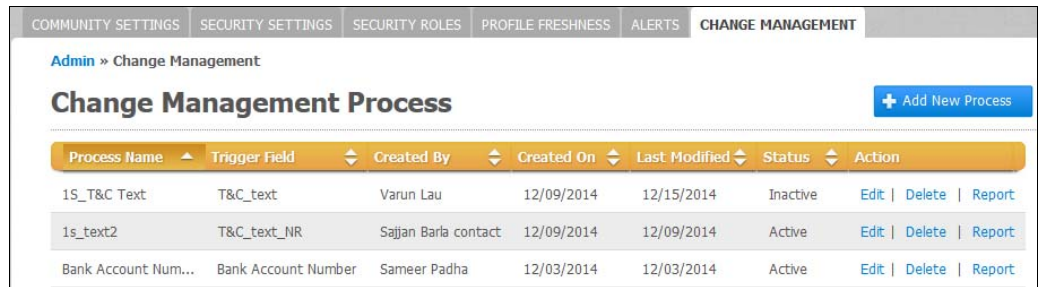 COMMUNITY SETTINGS SECURITY SETTINGS SECURITY ROLES PROFILE FRESHNESS ALERTS CHANGE MANAGEMENT
Admin » Change Management
Change Management Process
Add New Process
Process Name Trigger Field Created By Created On Last Modified Status Action
1S_T&C Text T&C_text Varun Lau 12/09/2014 12/15/2014 Inactive Edit | Delete | Report
1s_text2 T&C_text_NR Sajjan Barla contact 12/09/2014 12/09/2014 Active Edit | Delete | Report
Bank Account Num... Bank Account Number Sameer Padha 12/03/2014 12/03/2014 Active Edit | Delete | Report